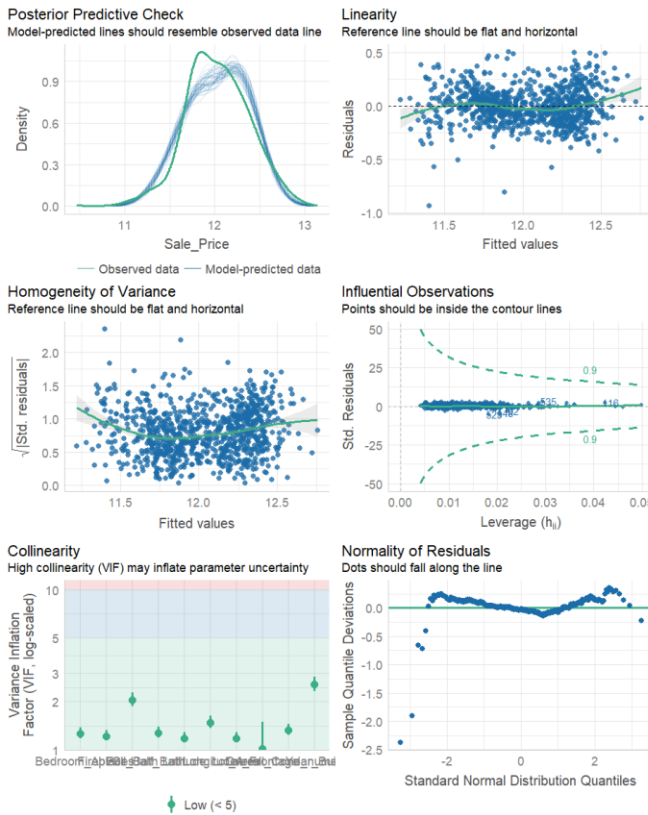 Posterior Predictive Check
Model-predicted lines should resemble observed data line
0.9
0.6
0.3
0.0
Density
11
12
13
Sale_Price
Observed data
Model-predicted data
Linearity
Reference line should be flat and horizontal
0.5
0.0
-0.5
-1.0
Residuals
11.5
12.0
12.5
Fitted values
Homogeneity of Variance
Reference line should be flat and horizontal
2.0
1.5
1.0
0.5
0.0
√|Std. residuals|
11.5
12.0
12.5
Fitted values
Influential Observations
Points should be inside the contour lines
50
25
0
-25
-50
Std. Residuals
0.9
0.9
535
116
0.00
0.01
0.02
0.03
0.04
0.05
Leverage (hii)
Collinearity
High collinearity (VIF) may inflate parameter uncertainty
10
5
3
2
1
Variance Inflation
Factor (VIF, log-scaled)
Low (< 5)
Normality of Residuals
Dots should fall along the line
0.0
-0.5
-1.0
-1.5
-2.0
-2.5
Sample Quantile Deviations
-2
0
2
Standard Normal Distribution Quantiles